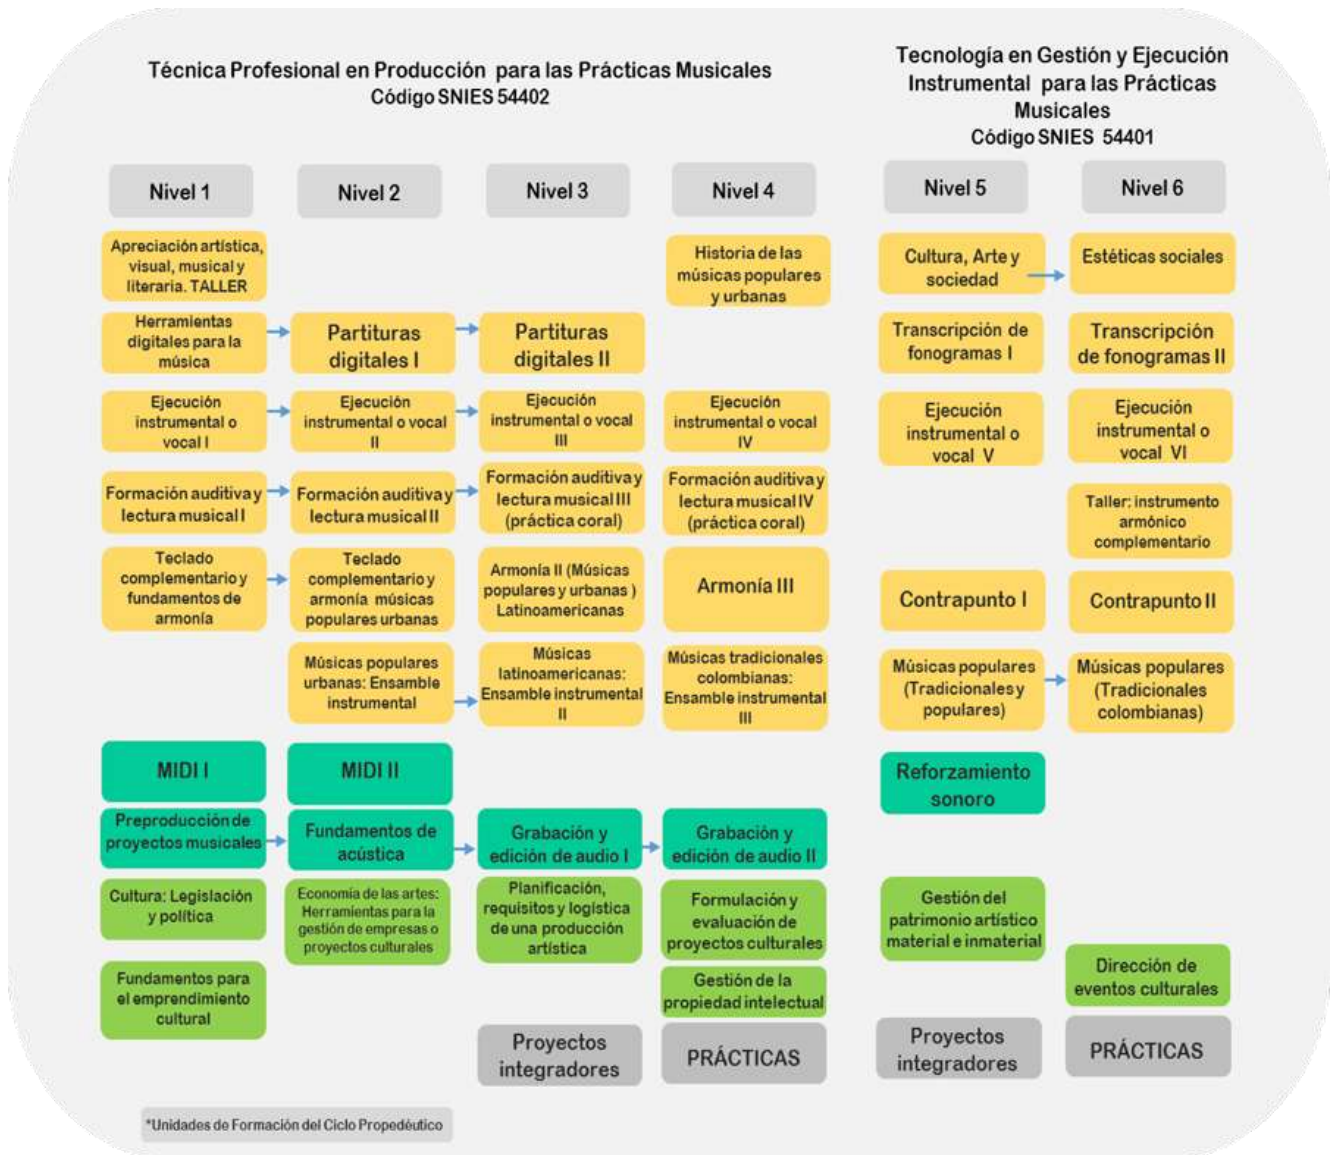 Técnica Profesional en Producción para las Prácticas Musicales
Código SNIES 54402
Tecnología en Gestión y Ejecución
Instrumental para las Prácticas
Musicales
Código SNIES 54401
Nivel 1
Nivel 2
Nivel 3
Nivel 4
Nivel 5
Nivel 6
Apreciación artística,
visual, musical y
literaria. TALLER
Historia de las
músicas populares
y urbanas
Cultura, Arte y
sociedad
Estéticas sociales
Herramientas
digitales para la
música
Partituras
digitales I
Partituras
digitales II
Transcripción de
fonogramas I
Transcripción
de fonogramas II
Ejecución
instrumental o
vocal I
Ejecución
instrumental o vocal
II
Ejecución
instrumental o vocal
III
Ejecución
instrumental o vocal
IV
Ejecución
instrumental o
vocal V
Ejecución
instrumental o
vocal VI
Formación auditiva y
lectura musical I
Formación auditiva y
lectura musical II
Formación auditiva y
lectura musical III
(práctica coral)
Formación auditiva y
lectura musical IV
(práctica coral)
Taller: instrumento
armónico
complementario
Teclado
complementario y
fundamentos de
armonía
Teclado
complementario y
armonía músicas
populares urbanas
Armonía II (Músicas
populares y urbanas )
Latinoamericanas
Armonía III
Contrapunto I
Contrapunto II
Músicas populares
urbanas: Ensamble
instrumental
Músicas
latinoamericanas:
Ensamble instrumental
II
Músicas tradicionales
colombianas:
Ensamble instrumental
III
Músicas populares
(Tradicionales y
populares)
Músicas populares
(Tradicionales
colombianas)
MIDI I
MIDI II
Reforzamiento
sonoro
Preproducción de
proyectos musicales
Fundamentos de
acústica
Grabación y
edición de audio I
Grabación y
edición de audio II
Cultura: Legislación
y política
Economía de las artes:
Herramientas para la
gestión de empresas o
proyectos culturales
Planificación,
requisitos y logística
de una producción
artística
Formulación y
evaluación de
proyectos culturales
Gestión del
patrimonio artístico
material e inmaterial
Fundamentos para
el emprendimiento
cultural
Gestión de la
propiedad intelectual
Dirección de
eventos culturales
Proyectos
integradores
PRÁCTICAS
Proyectos
integradores
PRÁCTICAS
*Unidades de Formación del Ciclo Propedéutico